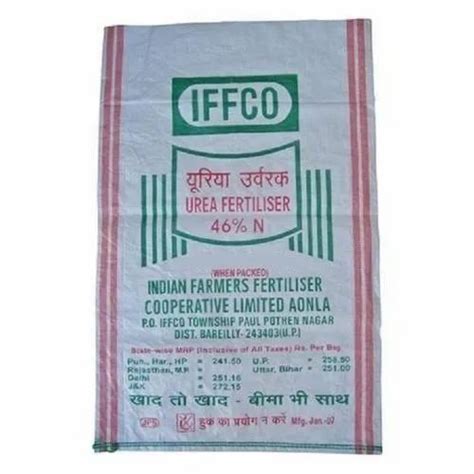 IFFCO
यूरिया उर्वरक
UREA FERTILISER
46% N
(WHEN PACKED)
INDIAN FARMERS FERTILISER
COOPERATIVE LIMITED AONLA
P.O. IFFCO TOWNSHIP PAUL POTHEN NAGAR
DIST. BAREILLY - 243403(U.P.)
State-wise MRP (Inclusive of All Taxes) Rs. Per Bag
Pun., Har., HP = 241.50 U.P. = 258.80
Rajasthan, M.P. Uttar, Bihar = 251.00
Delhi = 251.16
J&K = 272.15
खाद तो खाद - बीमा भी साथ
हुक का प्रयोग न करें Mfg. Jan.-07